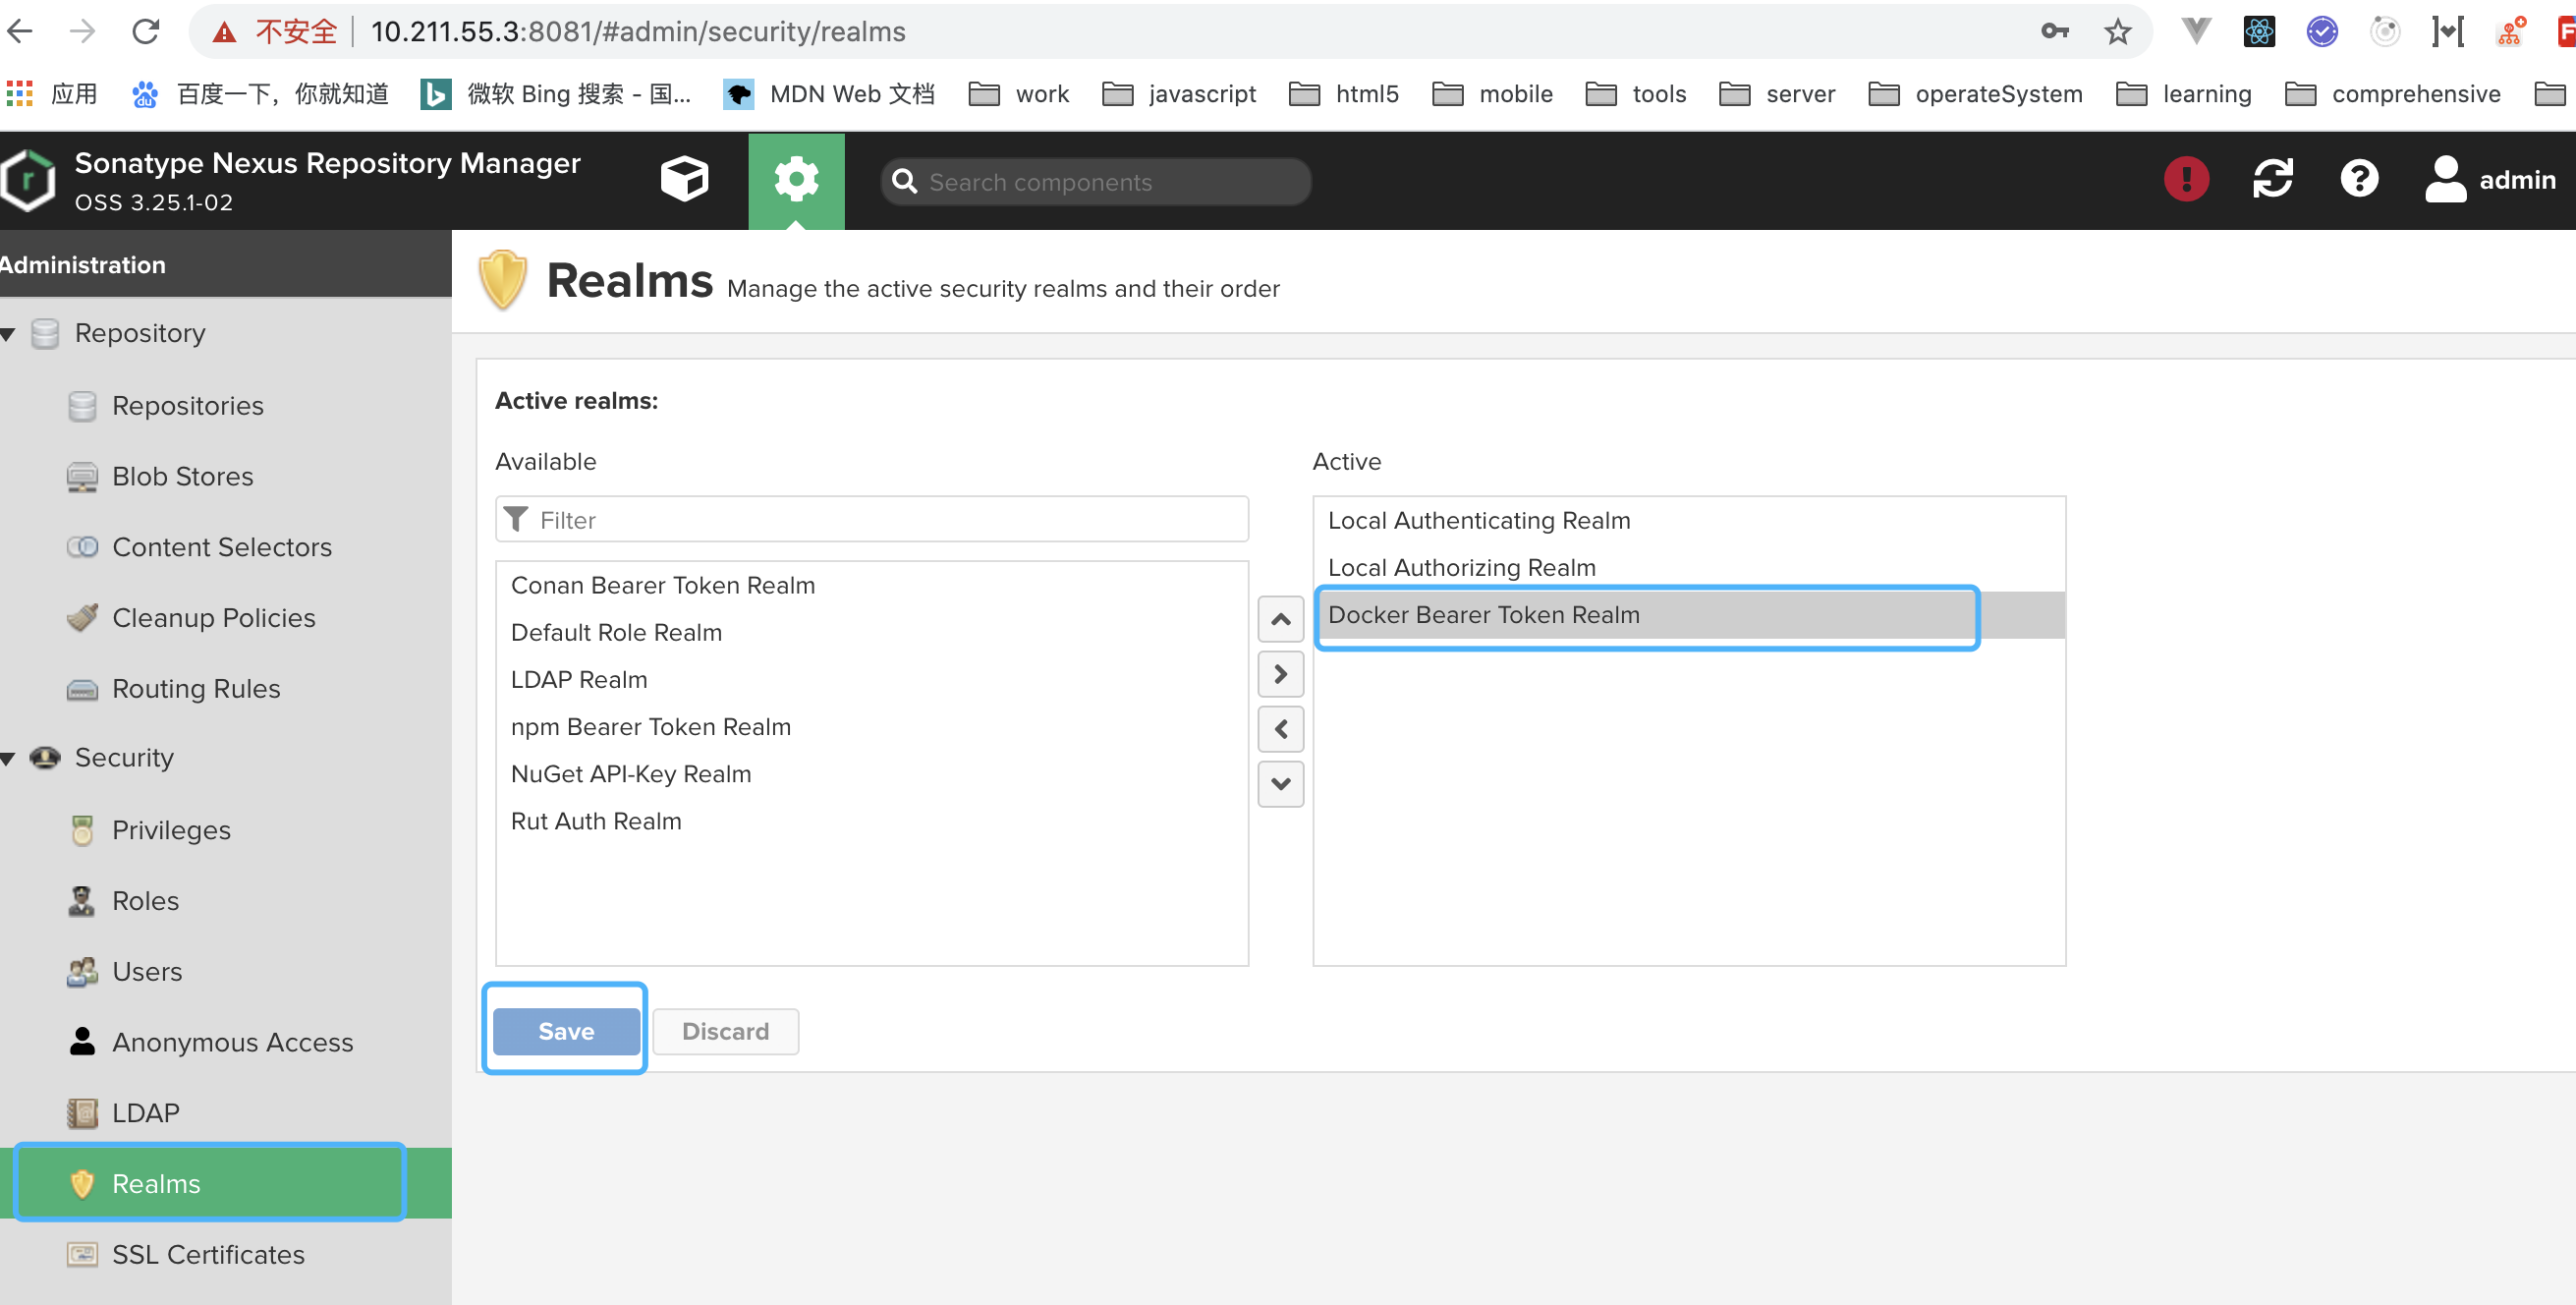 不安全 10.211.55.3:8081/#admin/security/realms
应用 百度一下，你就知道 微软 Bing 搜索 - 国... MDN Web 文档 work javascript html5 mobile tools server operateSystem learning comprehensive
Sonatype Nexus Repository Manager
OSS 3.25.1-02
Search components
admin
Administration
Repository
Repositories
Blob Stores
Content Selectors
Cleanup Policies
Routing Rules
Security
Privileges
Roles
Users
Anonymous Access
LDAP
Realms
SSL Certificates
Realms Manage the active security realms and their order
Active realms:
Available
Filter
Conan Bearer Token Realm
Default Role Realm
LDAP Realm
npm Bearer Token Realm
NuGet API-Key Realm
Rut Auth Realm
Active
Local Authenticating Realm
Local Authorizing Realm
Docker Bearer Token Realm
Save Discard